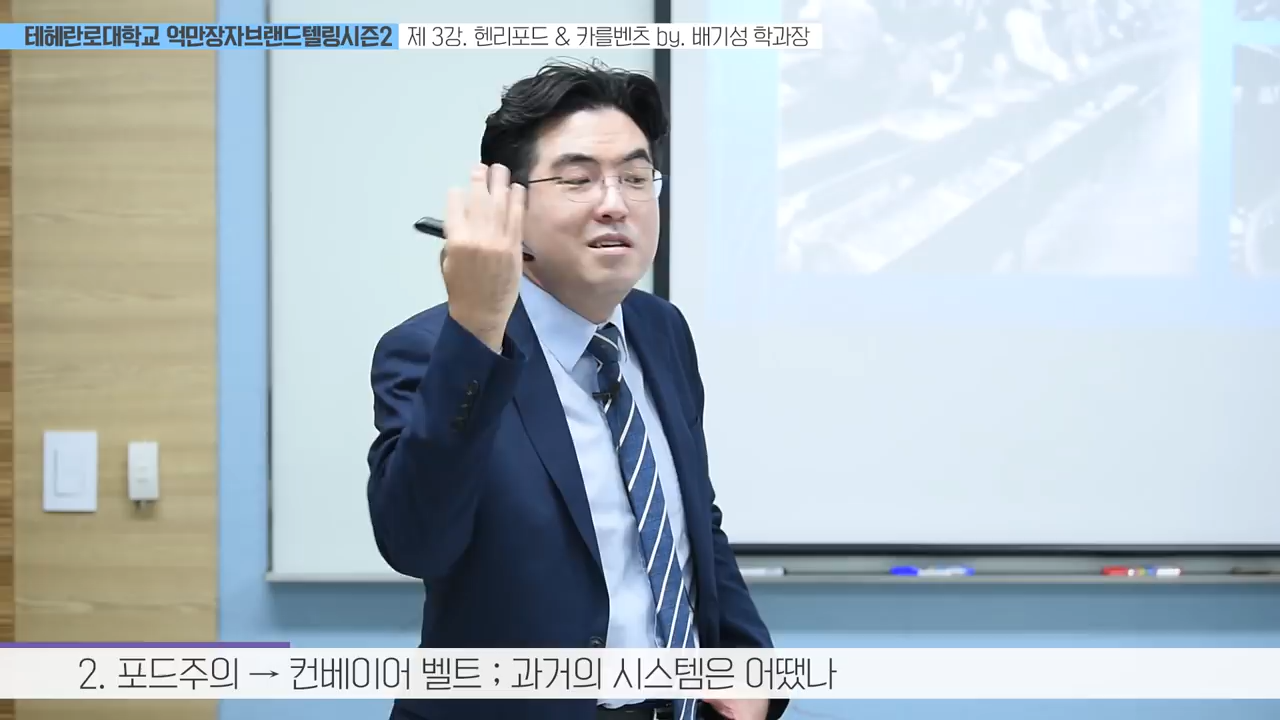 테헤란로대학교 억만장자브랜드텔링시즌2 제 3강. 헨리포드 & 카를벤츠 by. 배기성 학과장
2. 포드주의 → 컨베이어 벨트 ; 과거의 시스템은 어땠나